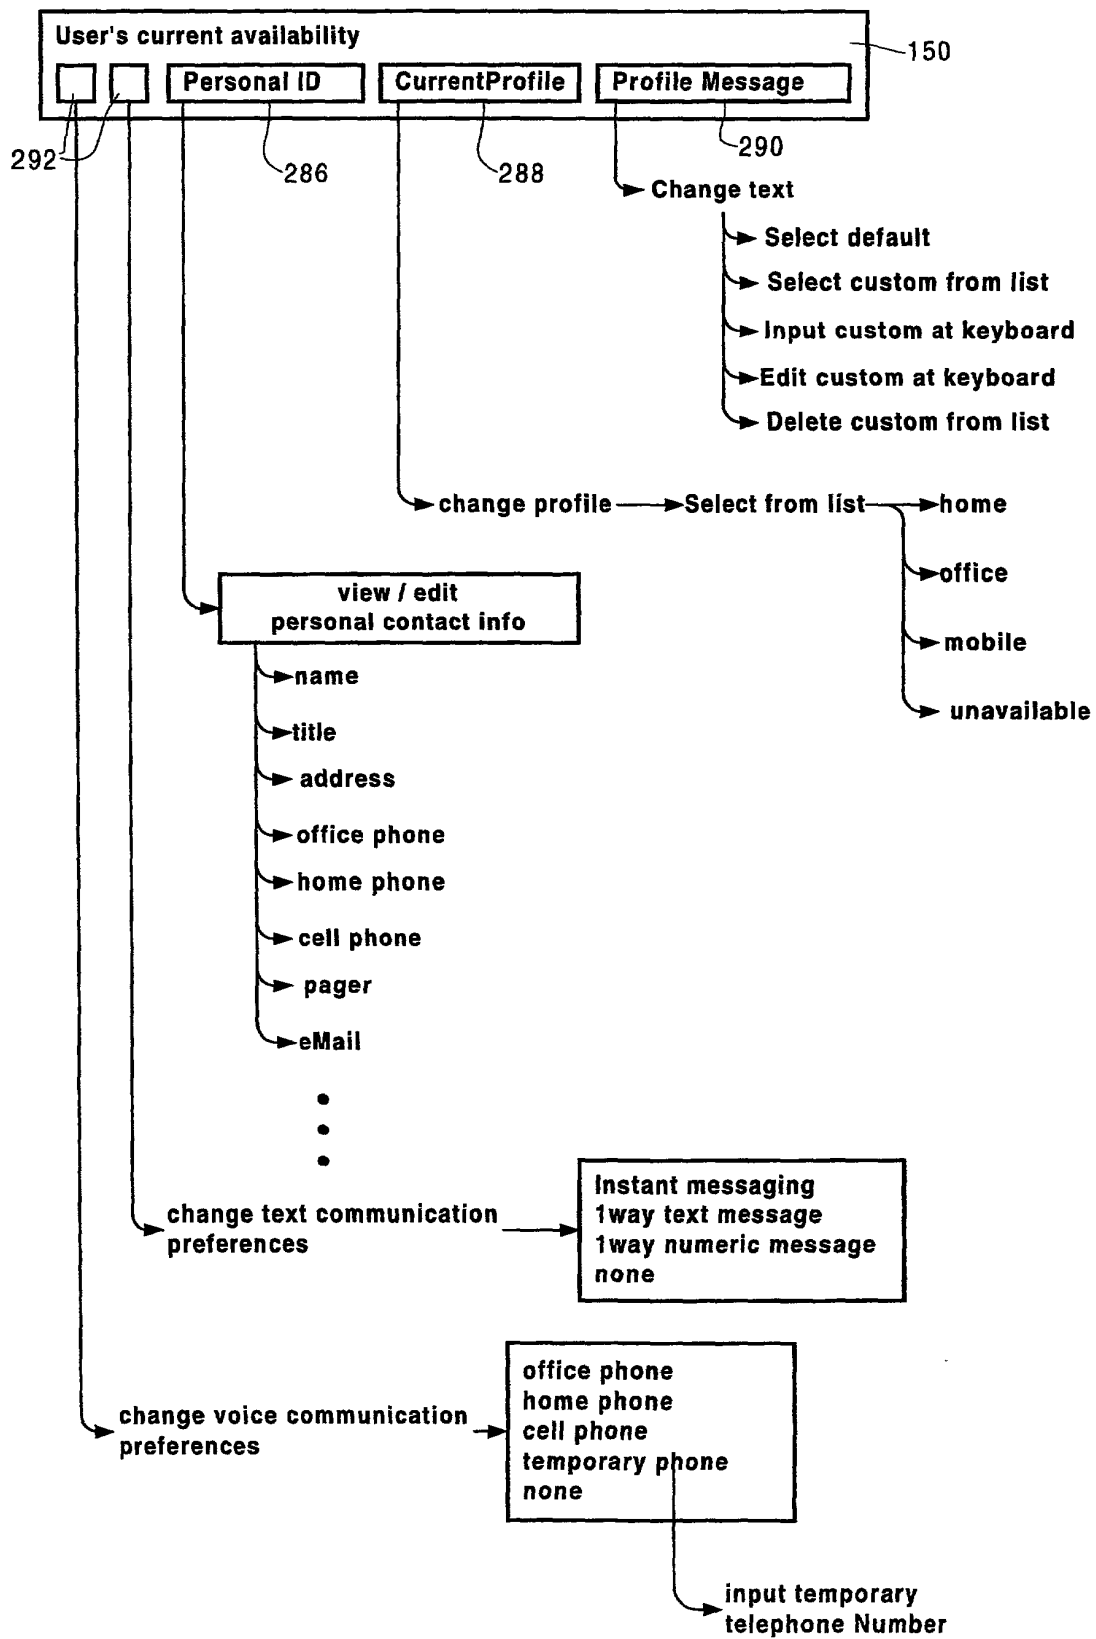 User's current availability
150
Personal ID
CurrentProfile
Profile Message
292
286
288
290
Change text
Select default
Select custom from list
Input custom at keyboard
Edit custom at keyboard
Delete custom from list
change profile
Select from list
home
office
mobile
unavailable
view / edit
personal contact info
name
title
address
office phone
home phone
cell phone
pager
eMail
change text communication
preferences
Instant messaging
1way text message
1way numeric message
none
change voice communication
preferences
office phone
home phone
cell phone
temporary phone
none
input temporary
telephone Number